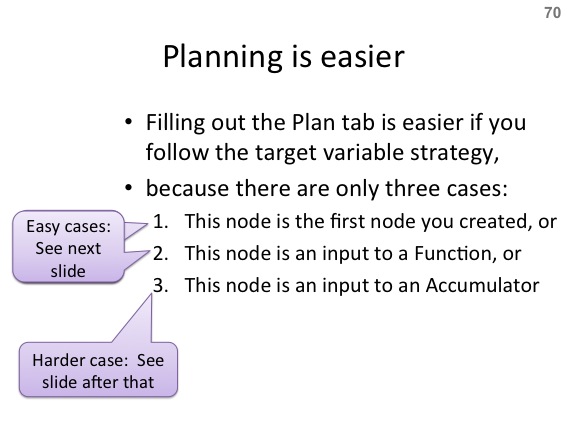 70
Planning is easier
• Filling out the Plan tab is easier if you
follow the target variable strategy,
• because there are only three cases:
1. This node is the first node you created, or
2. This node is an input to a Function, or
3. This node is an input to an Accumulator
Easy cases:
See next
slide
Harder case: See
slide after that